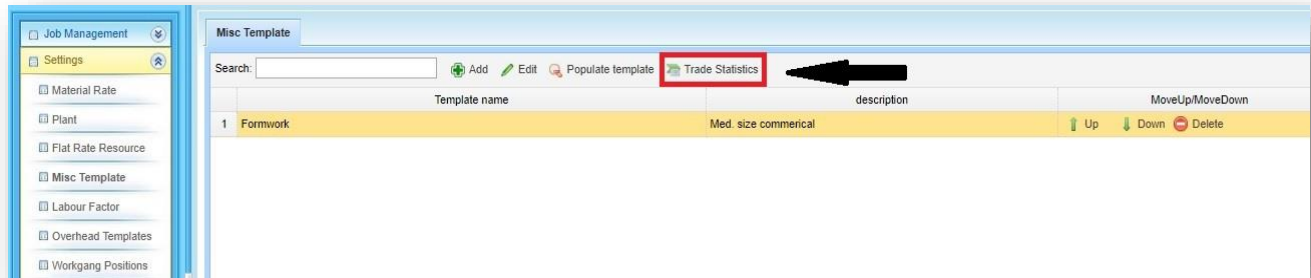 Job Management
Settings
Material Rate
Plant
Flat Rate Resource
Misc Template
Labour Factor
Overhead Templates
Workgang Positions
Misc Template
Search: Add Edit Populate template Trade Statistics
Template name description MoveUp/MoveDown
1 Formwork Med. size commerical Up Down Delete